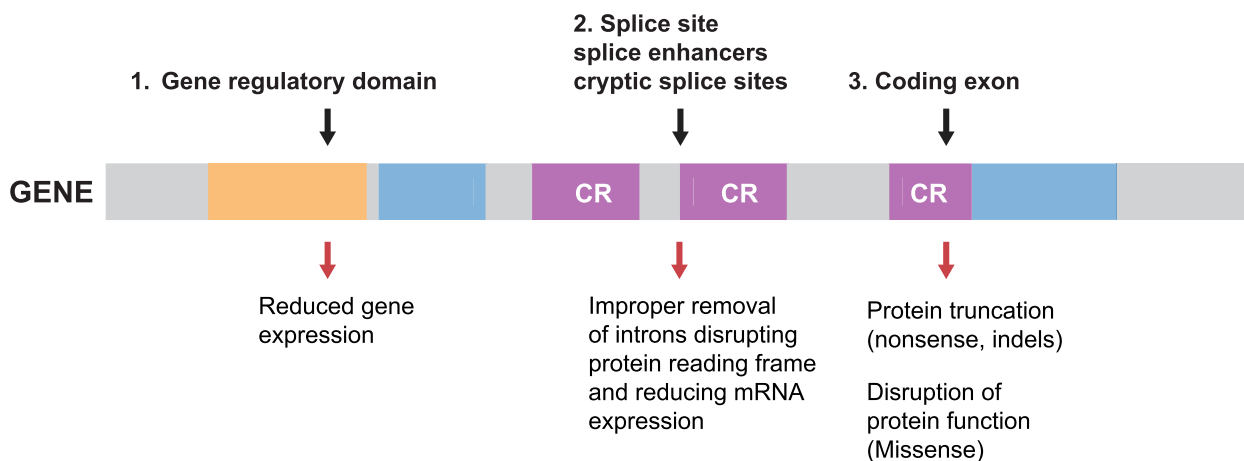 1. Gene regulatory domain
2. Splice site
splice enhancers
cryptic splice sites
3. Coding exon
GENE
CR
CR
CR
Reduced gene
expression
Improper removal
of introns disrupting
protein reading frame
and reducing mRNA
expression
Protein truncation
(nonsense, indels)
Disruption of
protein function
(Missense)